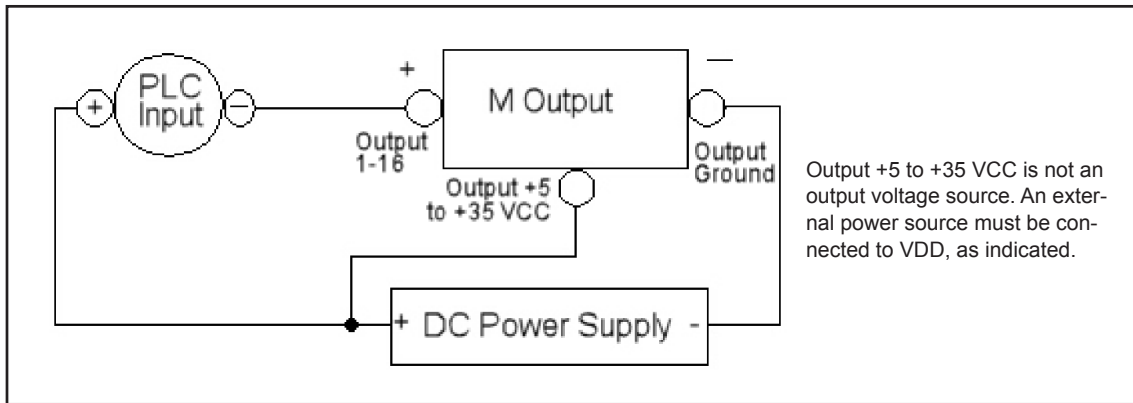 +
PLC
Input
−
+
Output
1-16
M Output
—
Output
Ground
Output +5
to +35 VCC
+ DC Power Supply -
Output +5 to +35 VCC is not an
output voltage source. An exter-
nal power source must be con-
nected to VDD, as indicated.